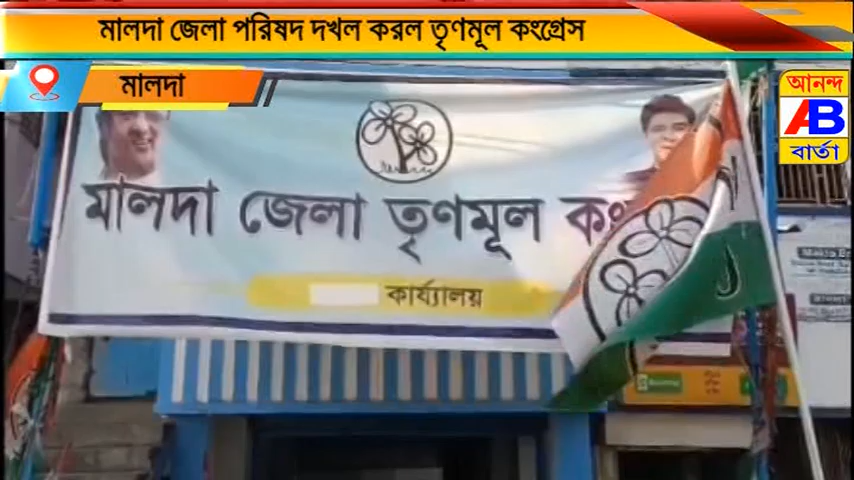 মালদা জেলা পরিষদ দখল করল তৃণমূল কংগ্রেস
মালদা
আনন্দ
AB
বার্তা
মালদা জেলা তৃণমূল
কার্য্যালয়